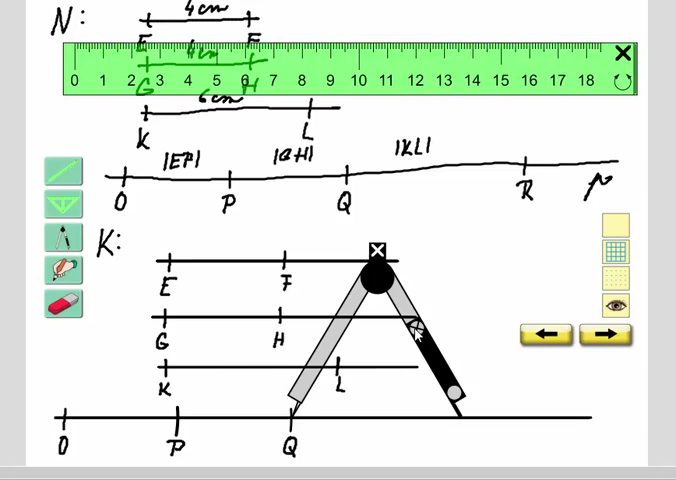 N:
4cm
E F
4cm
0 1 2 3 4 5 6 7 8 9 10 11 12 13 14 15 16 17 18
G H
6cm
K L
|EF| |GH| |KL|
O P Q R p
K:
E F
G H
K L
O P Q